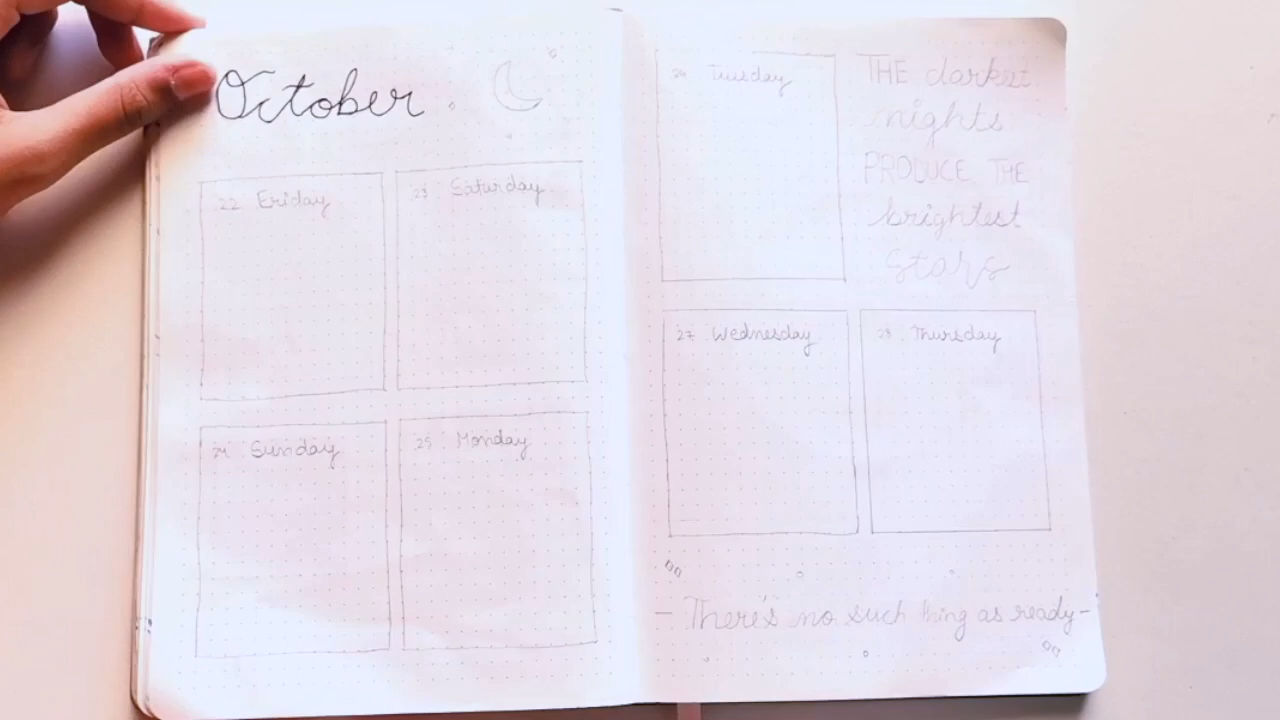 October
22 Friday
23 Saturday
24 Sunday
25 Monday
26 Tuesday
THE darkest
nights
PRODUCE THE
brightest
stars
27 Wednesday
28 Thursday
- There's no such thing as ready -